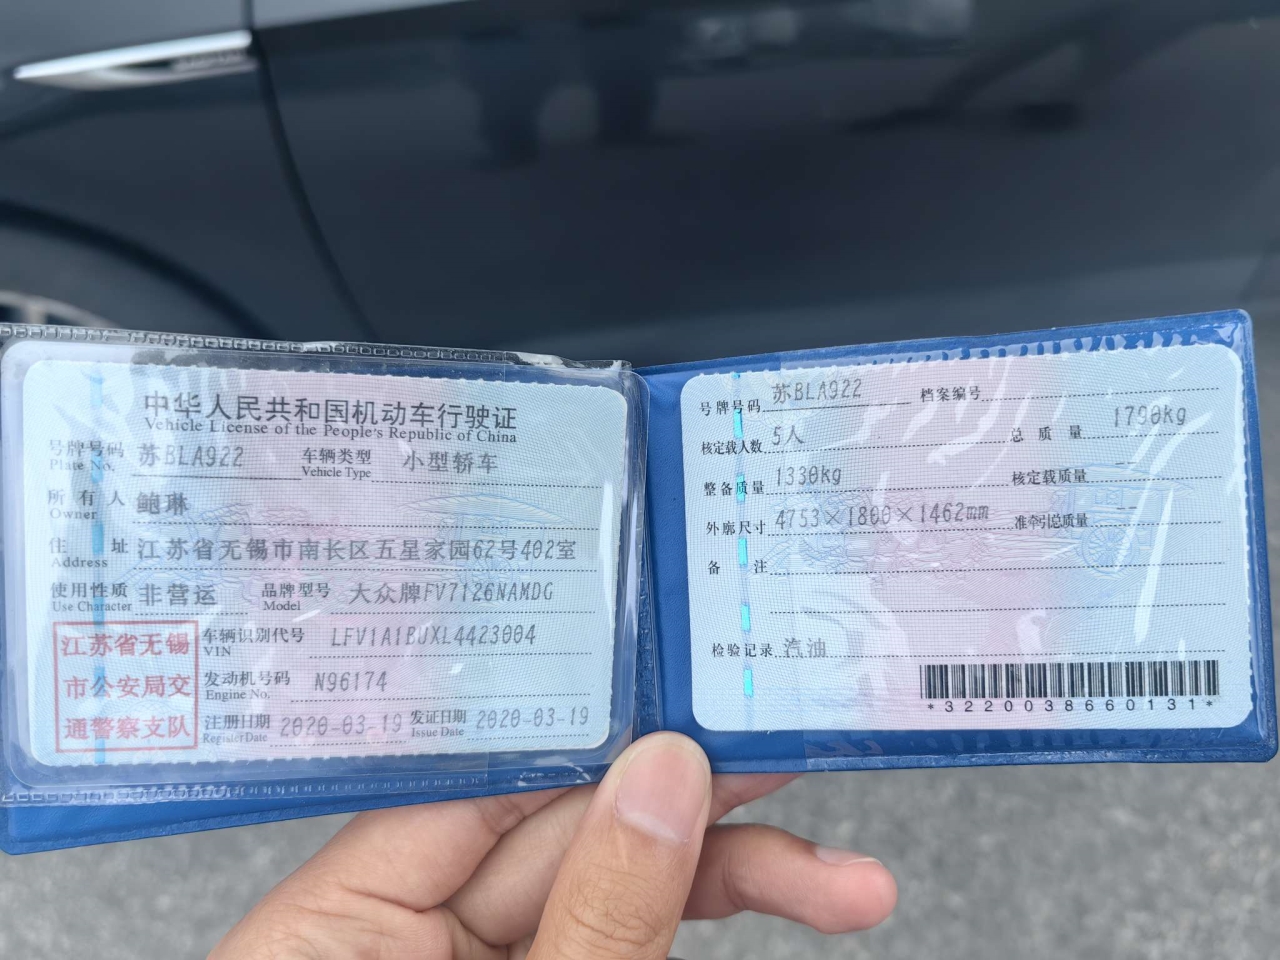 中华人民共和国机动车行驶证
Vehicle License of the People's Republic of China
号牌号码 苏BLA922 车辆类型 小型轿车
Plate No. Vehicle Type
所有人 鲍琳
Owner
住址 江苏省无锡市南长区五星家园62号402室
Address
使用性质 非营运 品牌型号 大众牌FV7126NAMDG
Use Character Model
江苏省无锡
市公安局交
通警察支队
车辆识别代号 LFV1A1BJXL4423004
VIN
发动机号码 N96174
Engine No.
注册日期 2020-03-19 发证日期 2020-03-19
Register Date Issue Date
号牌号码 苏BLA922 档案编号
核定载人数 5人 总质量 1790kg
整备质量 1330kg 核定载质量 --
外廓尺寸 4753×1800×1462mm 准牵引总质量 --
备注
检验记录 汽油
*3220038660131*